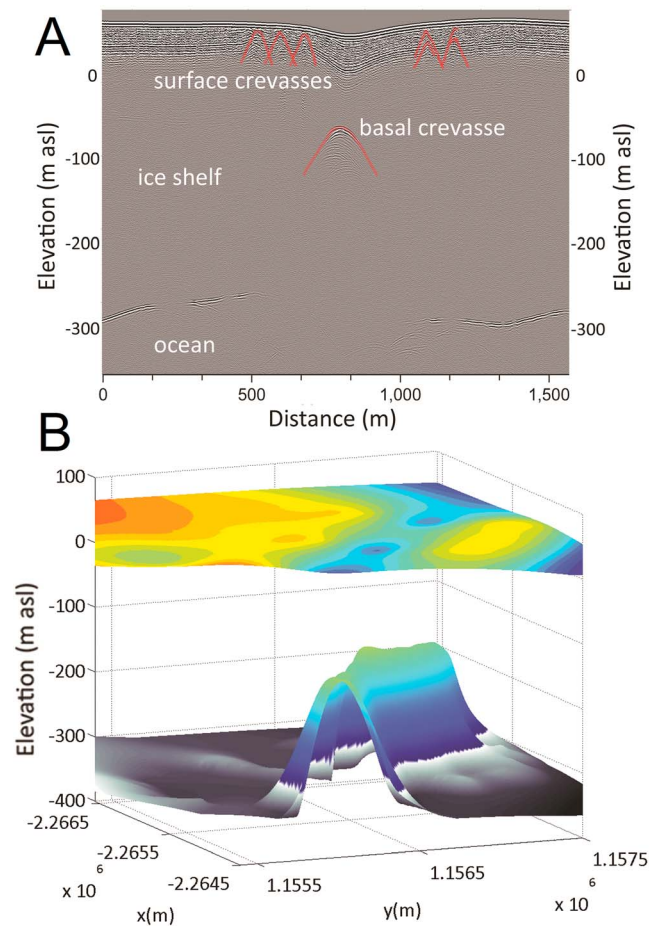 A
surface crevasses
basal crevasse
ice shelf
ocean
Elevation (m asl)
0
-100
-200
-300
Elevation (m asl)
0
-100
-200
-300
0
500
1,000
1,500
Distance (m)
B
Elevation (m asl)
100
0
-100
-200
-300
-400
-2.2665
-2.2655
-2.2645
x 10 6
x(m)
1.1555
1.1565
1.1575
x 10 6
y(m)